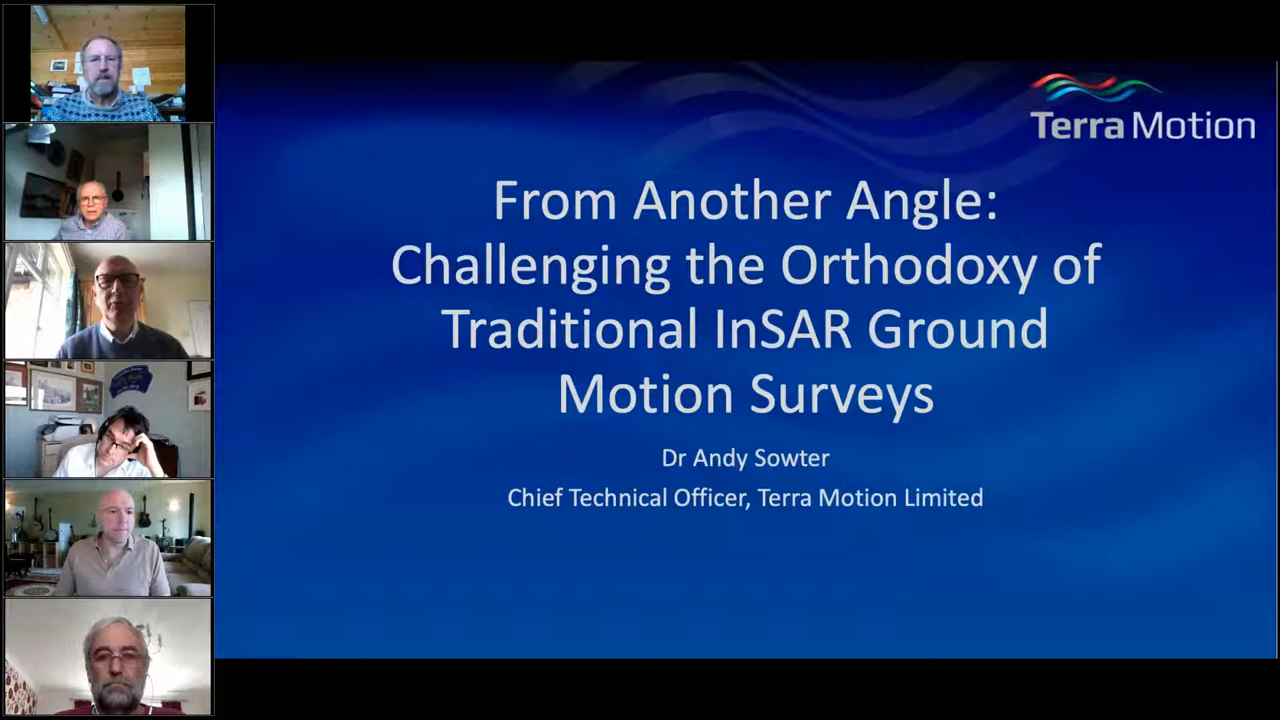 Terra Motion
From Another Angle:
Challenging the Orthodoxy of
Traditional InSAR Ground
Motion Surveys
Dr Andy Sowter
Chief Technical Officer, Terra Motion Limited